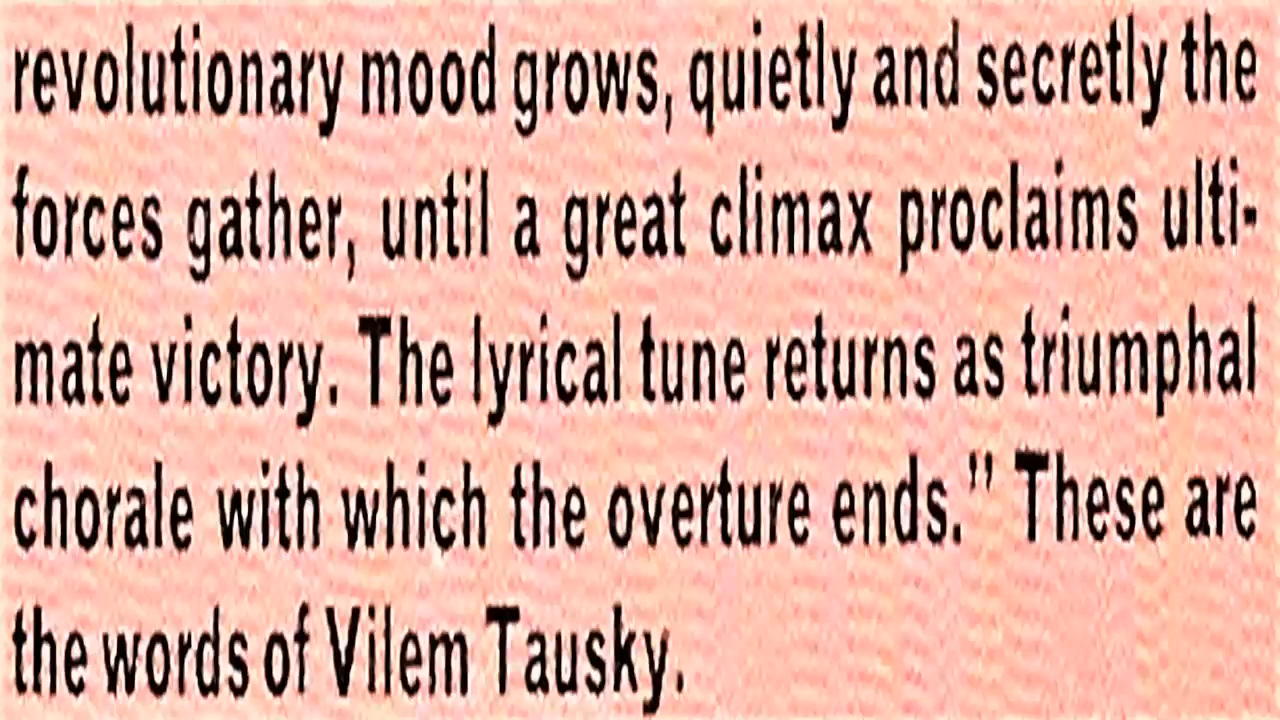 revolutionary mood grows, quietly and secretly the
forces gather, until a great climax proclaims ulti-
mate victory. The lyrical tune returns as triumphal
chorale with which the overture ends.” These are
the words of Vilem Tausky.